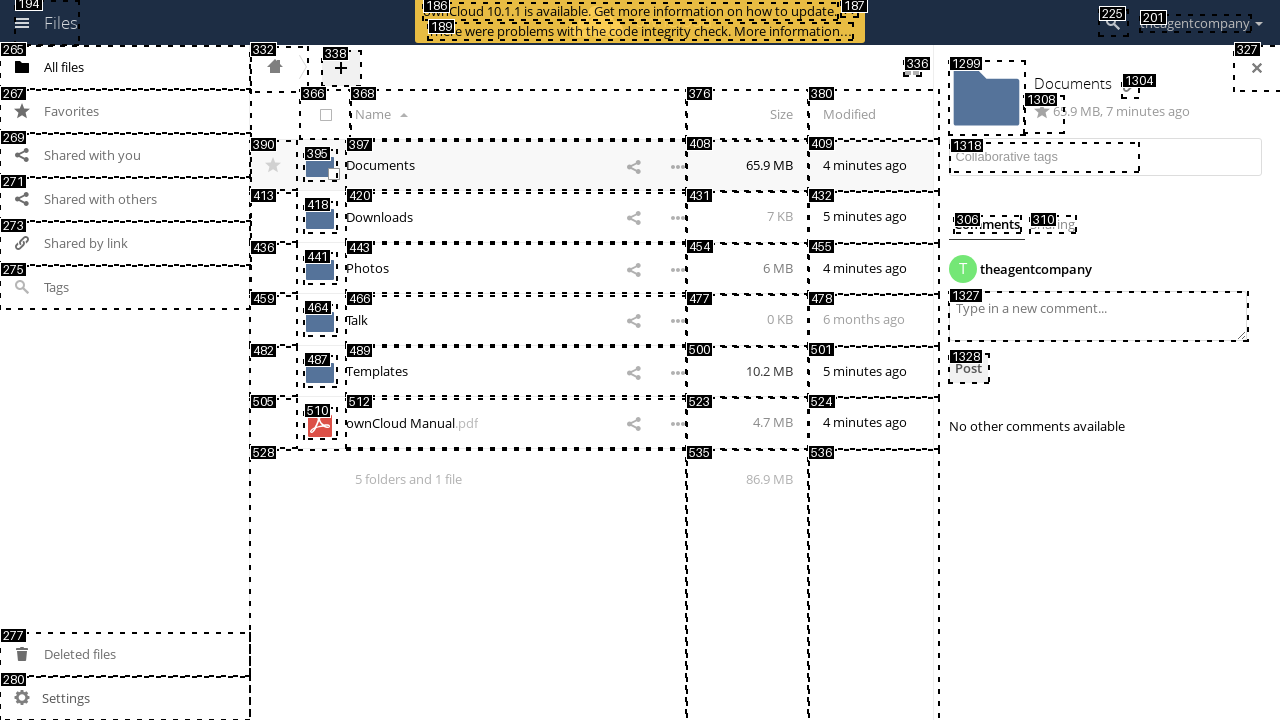 194
Files
186
ownCloud 10.1.1 is available. Get more information on how to update.
187
189
There were problems with the code integrity check. More information…
225
201
theagentcompany
265
All files
267
Favorites
269
Shared with you
271
Shared with others
273
Shared by link
275
Tags
277
Deleted files
280
Settings
332
338
336
366
368
Name
376
Size
380
Modified
390
395
397
Documents
408
65.9 MB
409
4 minutes ago
413
418
420
Downloads
431
7 KB
432
5 minutes ago
436
441
443
Photos
454
6 MB
455
4 minutes ago
459
464
466
Talk
477
0 KB
478
6 months ago
482
487
489
Templates
500
10.2 MB
501
5 minutes ago
505
510
512
ownCloud Manual.pdf
523
4.7 MB
524
4 minutes ago
528
5 folders and 1 file
535
86.9 MB
536
327
1299
Documents
1304
1308
65.9 MB, 7 minutes ago
1318
Collaborative tags
306
Comments
310
Sharing
T
theagentcompany
1327
Type in a new comment...
1328
Post
No other comments available